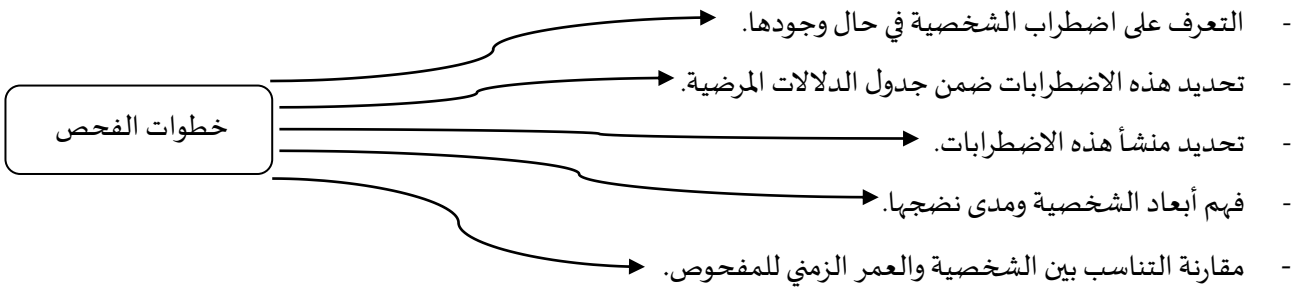 - التعرف على اضطراب الشخصية في حال وجودها.
- تحديد هذه الاضطرابات ضمن جدول الدلالات المرضية.
خطوات الفحص
- تحديد منشأ هذه الاضطرابات.
- فهم أبعاد الشخصية ومدى نضجها.
- مقارنة التناسب بين الشخصية والعمر الزمني للمفحوص.